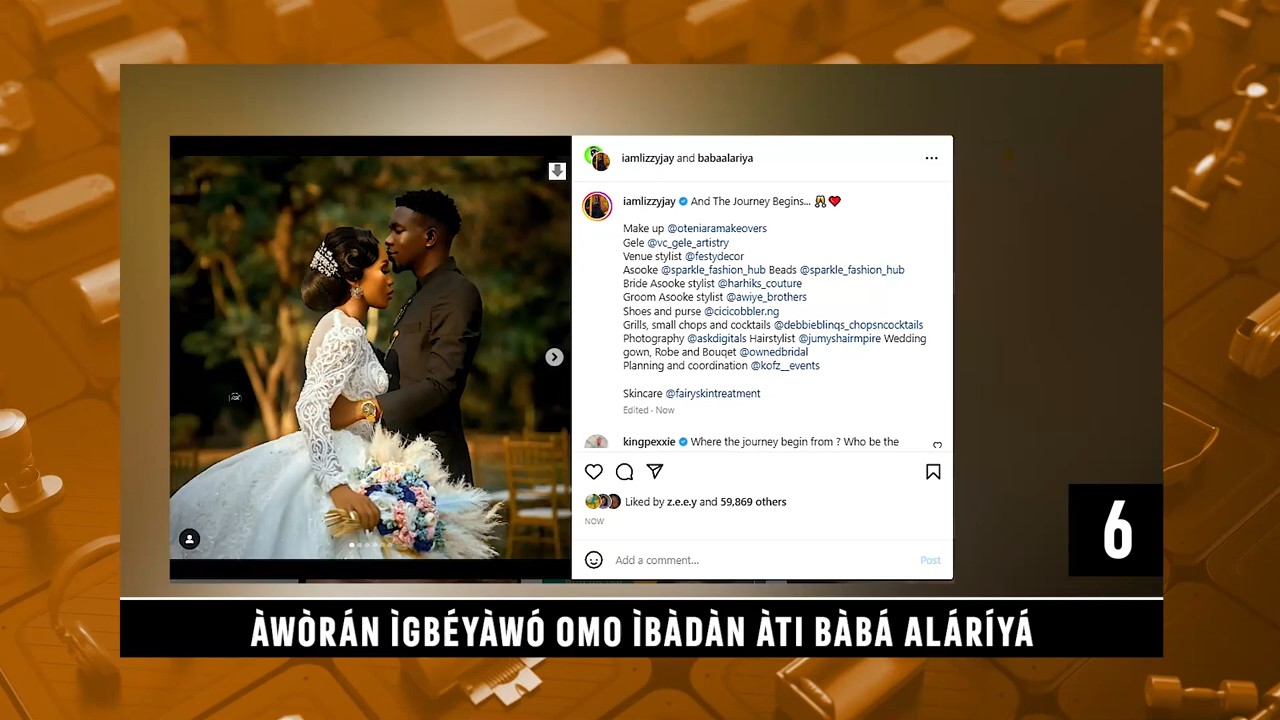 iamlizzyjay and babaalariya
iamlizzyjay And The Journey Begins... 🥂❤️
Make up @oteniaramakeovers
Gele @vc_gele_artistry
Venue stylist @festydecor
Asooke @sparkle_fashion_hub Beads @sparkle_fashion_hub
Bride Asooke stylist @harhiks_couture
Groom Asooke stylist @awiye_brothers
Shoes and purse @cicicobbler.ng
Grills, small chops and cocktails @debbieblinqs_chopsncocktails
Photography @askdigitals Hairstylist @jumyshairmpire Wedding
gown, Robe and Bouqet @ownedbridal
Planning and coordination @kofz__events
Skincare @fairyskintreatment
Edited · Now
kingpexxie Where the journey begin from ? Who be the
Liked by z.e.e.y and 59,869 others
NOW
Add a comment...
Post
6
ÀWÒRÁN ÌGBÉYÀWÓ OMO ÌBÀDÀN ÀTI BÀBÁ ALÁRÍYÁ